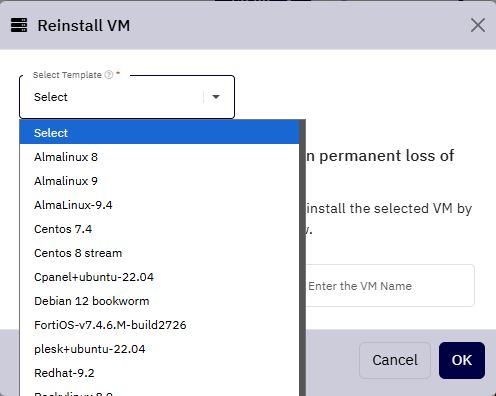 Reinstall VM
Select Template *
Select
Select
Almalinux 8
Almalinux 9
AlmaLinux-9.4
Centos 7.4
Centos 8 stream
Cpanel+ubuntu-22.04
Debian 12 bookworm
FortiOS-v7.4.6.M-build2726
plesk+ubuntu-22.04
Redhat-9.2
permanent loss of
install the selected VM by
Enter the VM Name
Cancel
OK